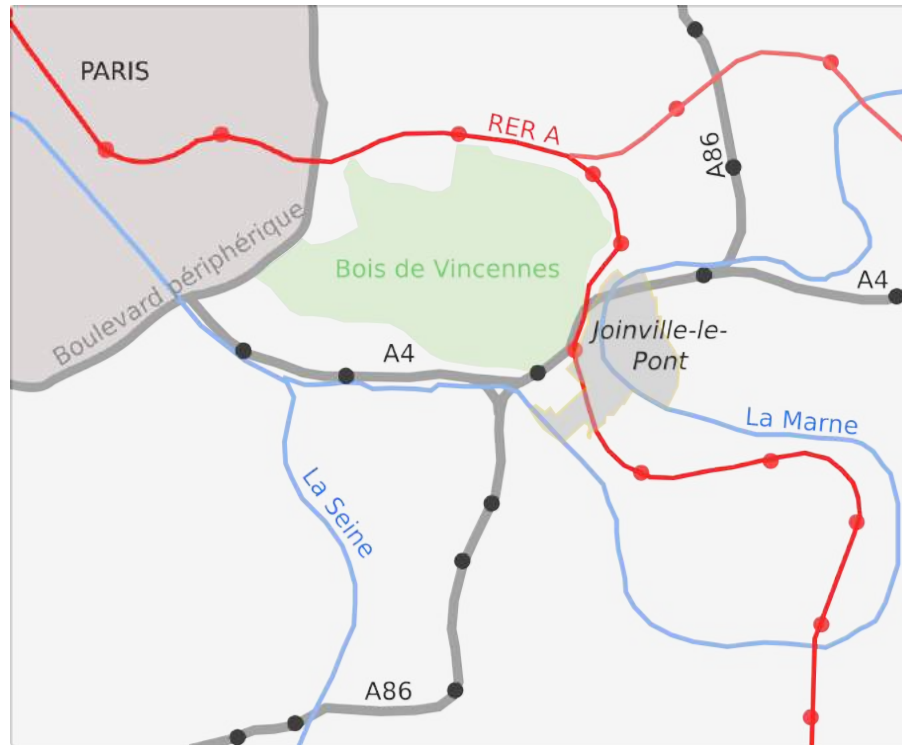 PARIS
RER A
A86
Boulevard périphérique
Bois de Vincennes
A4
Joinville-le-
Pont
A4
La Marne
La Seine
A86